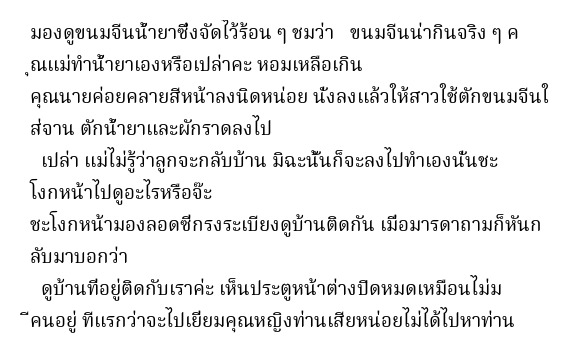 มองดูขนมจีนน้ำยาซึ่งจัดไว้ร้อน ๆ ชมว่า   ขนมจีนน่ากินจริง ๆ ค
ุณแม่ทำน้ำยาเองหรือเปล่าคะ หอมเหลือเกิน
คุณนายค่อยคลายสีหน้าลงนิดหน่อย นั่งลงแล้วให้สาวใช้ตักขนมจีนใ
ส่จาน ตักน้ำยาและผักราดลงไป
เปล่า แม่ไม่รู้ว่าลูกจะกลับบ้าน มิฉะนั้นก็จะลงไปทำเองนั่นชะ
โงกหน้าไปดูอะไรหรือจ๊ะ
ชะโงกหน้ามองลอดซี่กรงระเบียงดูบ้านติดกัน เมื่อมารดาถามก็หันก
ลับมาบอกว่า
ดูบ้านที่อยู่ติดกับเราค่ะ เห็นประตูหน้าต่างปิดหมดเหมือนไม่ม
ีคนอยู่ ทีแรกว่าจะไปเยี่ยมคุณหญิงท่านเสียหน่อยไม่ได้ไปหาท่าน